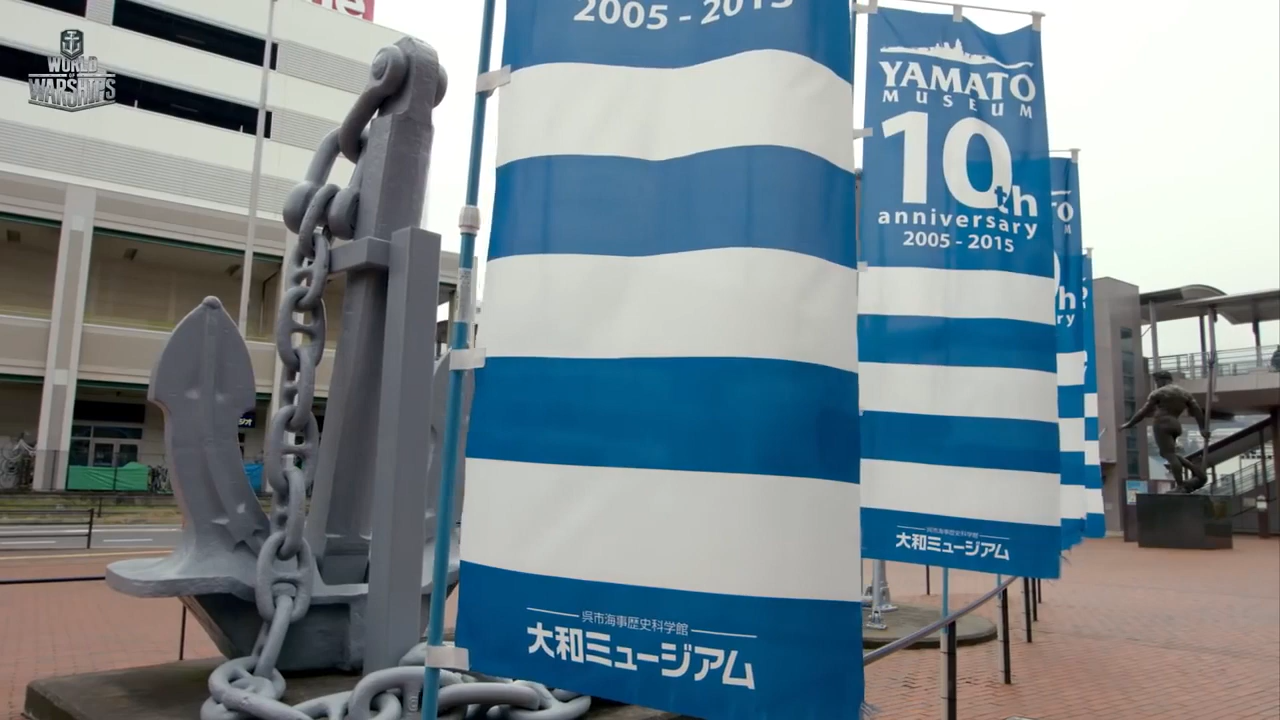 WORLD
OF
WARSHIPS
2005 - 2015
呉市海事歴史科学館
大和ミュージアム
YAMATO
MUSEUM
10th
anniversary
2005 - 2015
呉市海事歴史科学館
大和ミュージアム